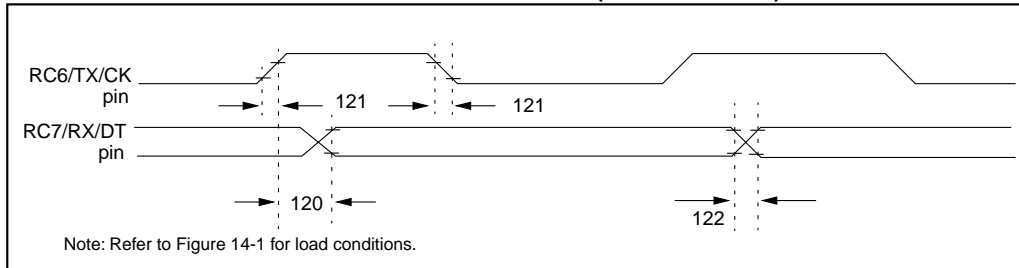 RC6/TX/CK
pin
121
121
RC7/RX/DT
pin
120
122
Note: Refer to Figure 14-1 for load conditions.